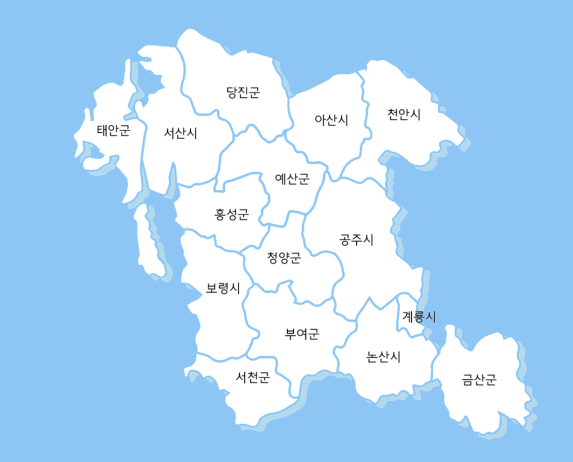 당진군
아산시
천안시
태안군
서산시
예산군
홍성군
공주시
청양군
보령시
계룡시
부여군
논산시
서천군
금산군